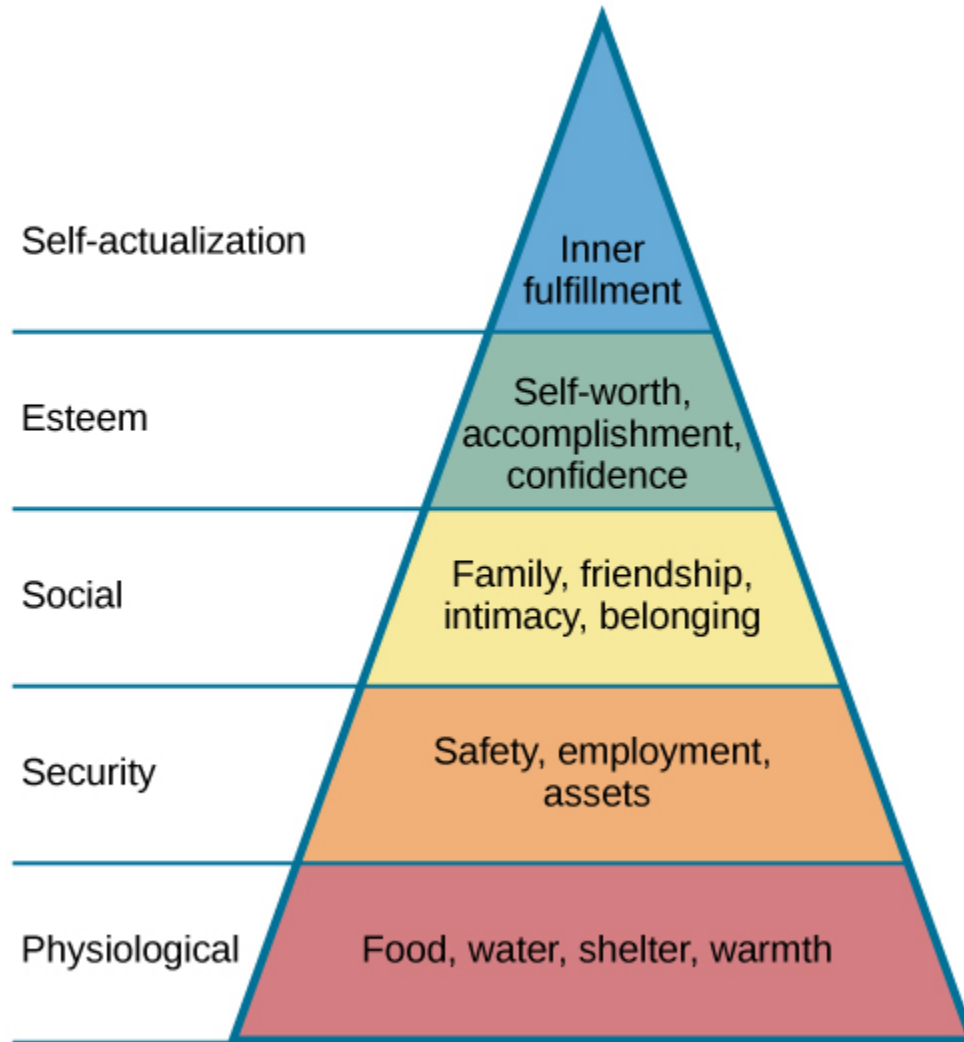 Self-actualization
Inner
fulfillment
Esteem
Self-worth,
accomplishment,
confidence
Social
Family, friendship,
intimacy, belonging
Security
Safety, employment,
assets
Physiological
Food, water, shelter, warmth